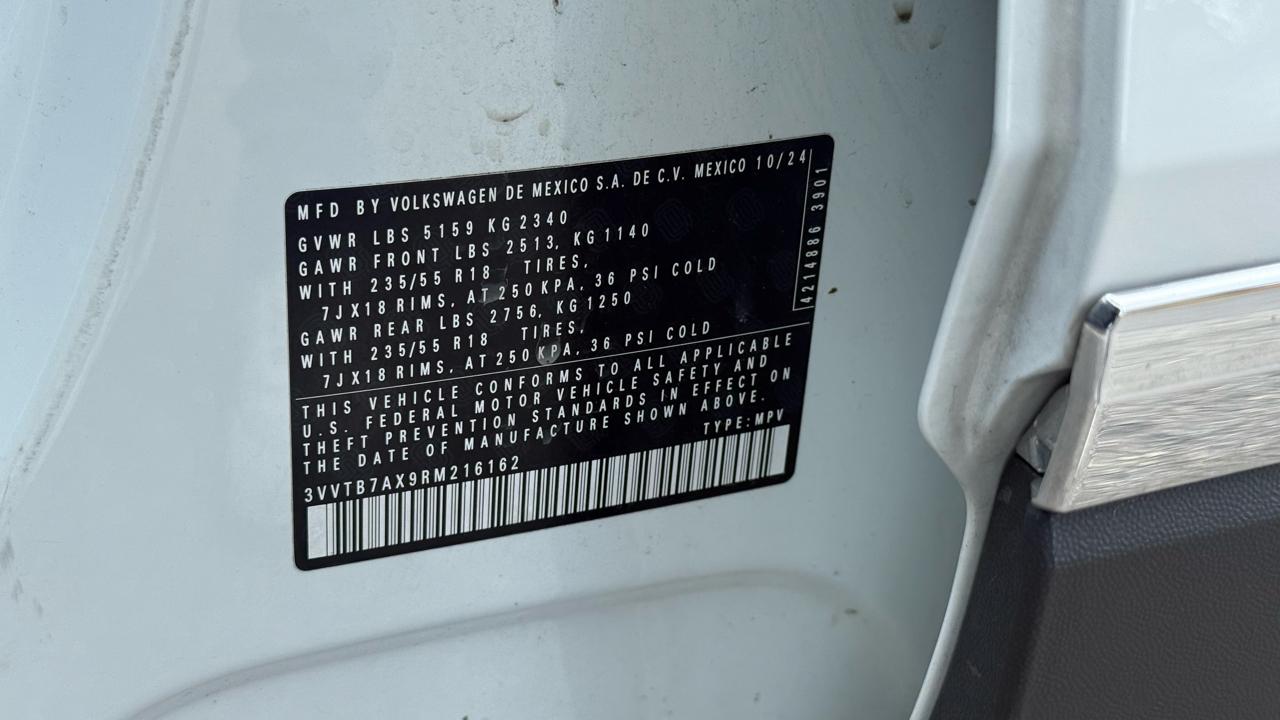 MFD BY VOLKSWAGEN DE MEXICO S.A. DE C.V. MEXICO 10/24
GVWR LBS 5159 KG 2340
GAWR FRONT LBS 2513, KG 1140
WITH 235/55 R18 TIRES,
7JX18 RIMS, AT 250 KPA, 36 PSI COLD
GAWR REAR LBS 2756, KG 1250
WITH 235/55 R18 TIRES,
7JX18 RIMS, AT 250 KPA, 36 PSI COLD
THIS VEHICLE CONFORMS TO ALL APPLICABLE
U.S. FEDERAL MOTOR VEHICLE SAFETY AND
THEFT PREVENTION STANDARDS IN EFFECT ON
THE DATE OF MANUFACTURE SHOWN ABOVE.
TYPE:MPV
3VVTB7AX9RM216162
4214886 3901